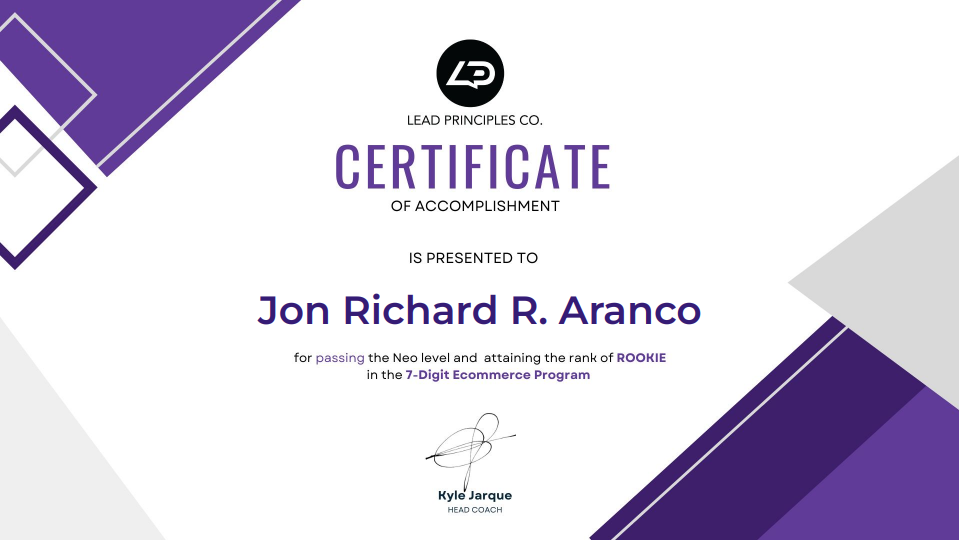 LP
LEAD PRINCIPLES CO.
CERTIFICATE
OF ACCOMPLISHMENT
IS PRESENTED TO
Jon Richard R. Aranco
for passing the Neo level and attaining the rank of ROOKIE
in the 7-Digit Ecommerce Program
Kyle Jarque
HEAD COACH